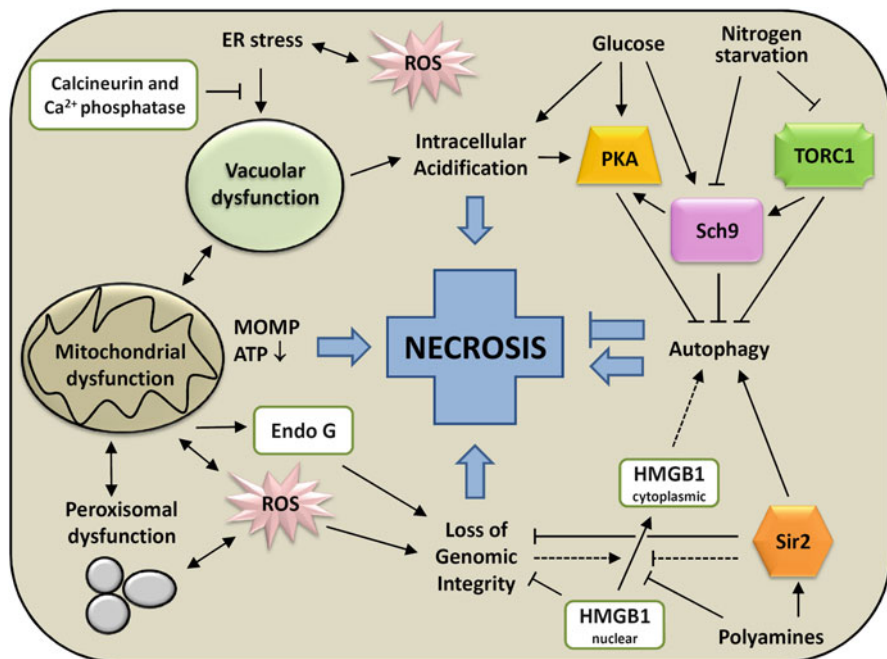 ER stress
ROS
Glucose
Nitrogen
starvation
Calcineurin and
Ca²⁺ phosphatase
Vacuolar
dysfunction
Intracellular
Acidification
PKA
TORC1
Sch9
Mitochondrial
dysfunction
MOMP
ATP ↓
NECROSIS
Autophagy
Endo G
HMGB1
cytoplasmic
Peroxisomal
dysfunction
ROS
Loss of
Genomic
Integrity
Sir2
HMGB1
nuclear
Polyamines